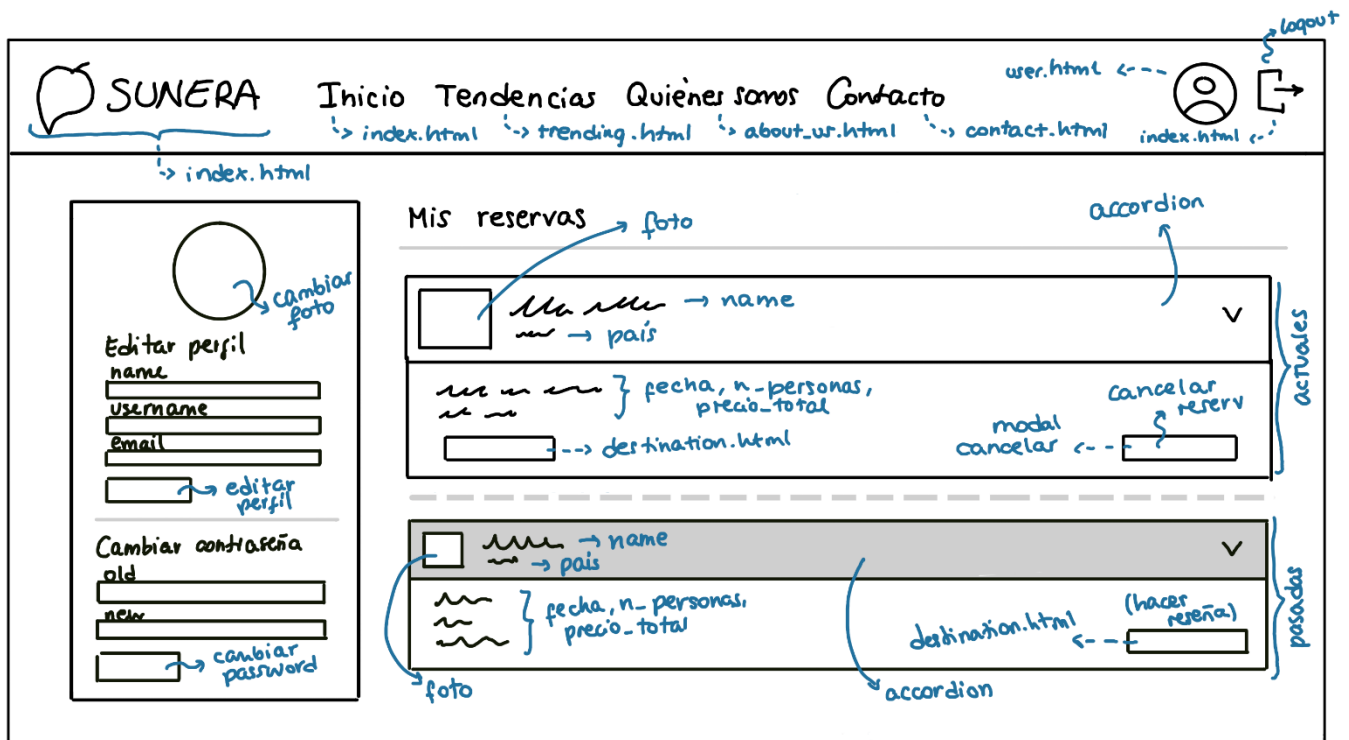 logout
user.html
SUNERA Inicio Tendencias Quiénes somos Contacto
index.html trending.html about_us.html contact.html index.html
index.html
Mis reservas
foto
accordion
cambiar
foto
name
país
actuales
Editar perfil
name
username
email
editar
perfil
fecha, n_personas,
precio_total
cancelar
reserv
modal
cancelar
destination.html
Cambiar contraseña
old
new
cambiar
password
name
país
fecha, n_personas,
precio_total
(hacer
reseña)
destination.html
pasadas
foto
accordion